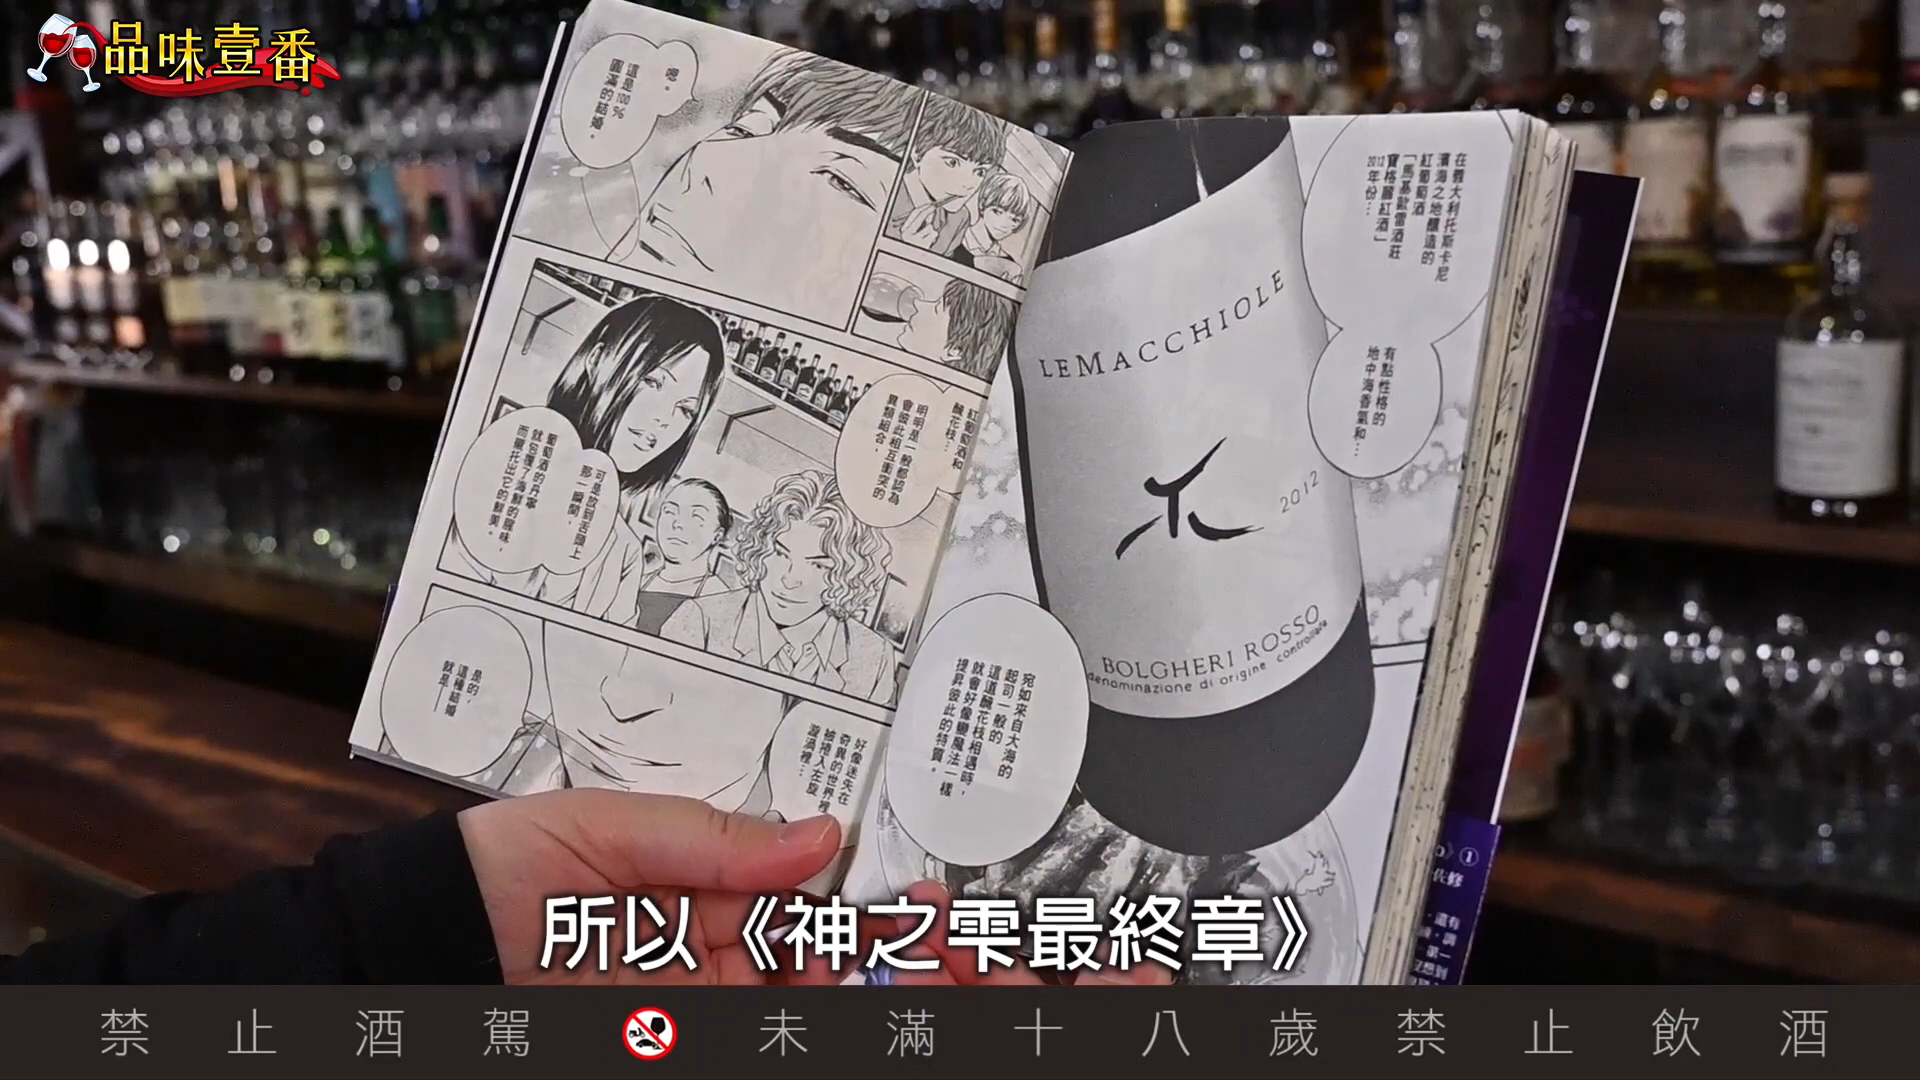 品味壹番
嗯。
這是100%
圓滿的結婚。
紅葡萄酒和
醃花枝…
明明是一般都認為
會彼此相互衝突的
異類組合，
可是放到舌頭上
那一瞬間，
葡萄酒的丹寧
就包覆了海鮮的腥味，
而襯托出它的鮮美。
是的，
這種結婚
就是——
好像迷失在
奇異的世界裡
被捲入左旋
漩渦裡…
在義大利托斯卡尼
濱海之地釀造的
紅葡萄酒
「馬基歐雷酒莊
寶格麗紅酒」
2012年份…
有點性格的
地中海香氣和…
LE MACCHIOLE
2012
BOLGHERI ROSSO
denominazione di origine controllata
宛如來自大海的
起司一般的
這道醃花枝相遇時，
就會好像變魔法一樣
提昇彼此的特質。
所以《神之雫最終章》
禁止酒駕 未滿十八歲禁止飲酒